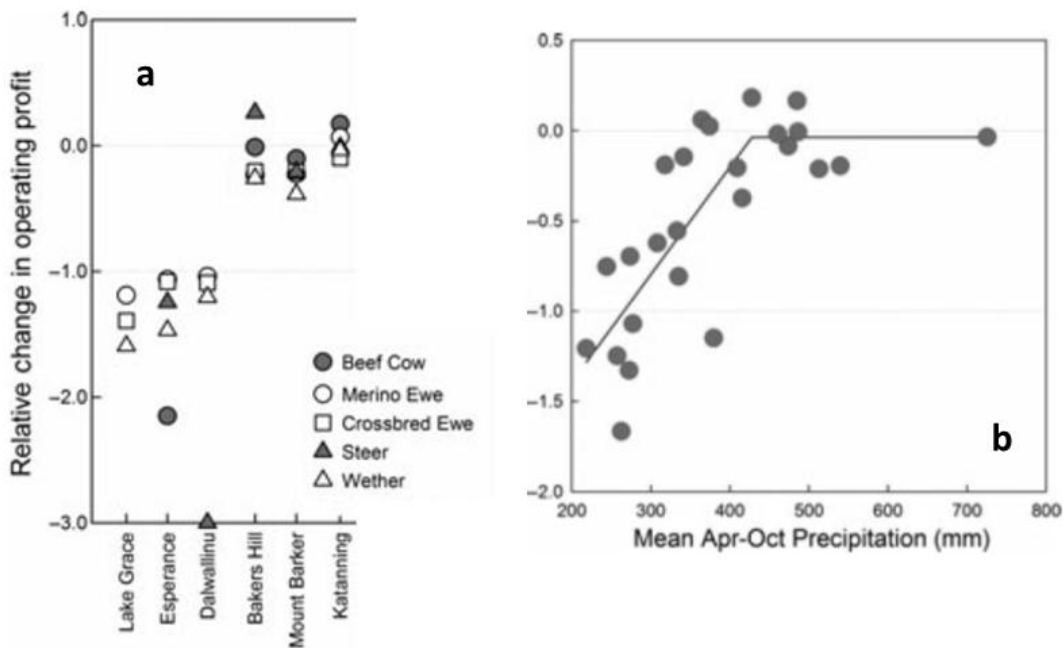 Relative change in operating profit
1.0
0.0
−1.0
−2.0
−3.0
a
Beef Cow
Merino Ewe
Crossbred Ewe
Steer
Wether
Lake Grace
Esperance
Dalwallinu
Bakers Hill
Mount Barker
Katanning
0.5
0.0
−0.5
−1.0
−1.5
−2.0
b
200 300 400 500 600 700 800
Mean Apr-Oct Precipitation (mm)